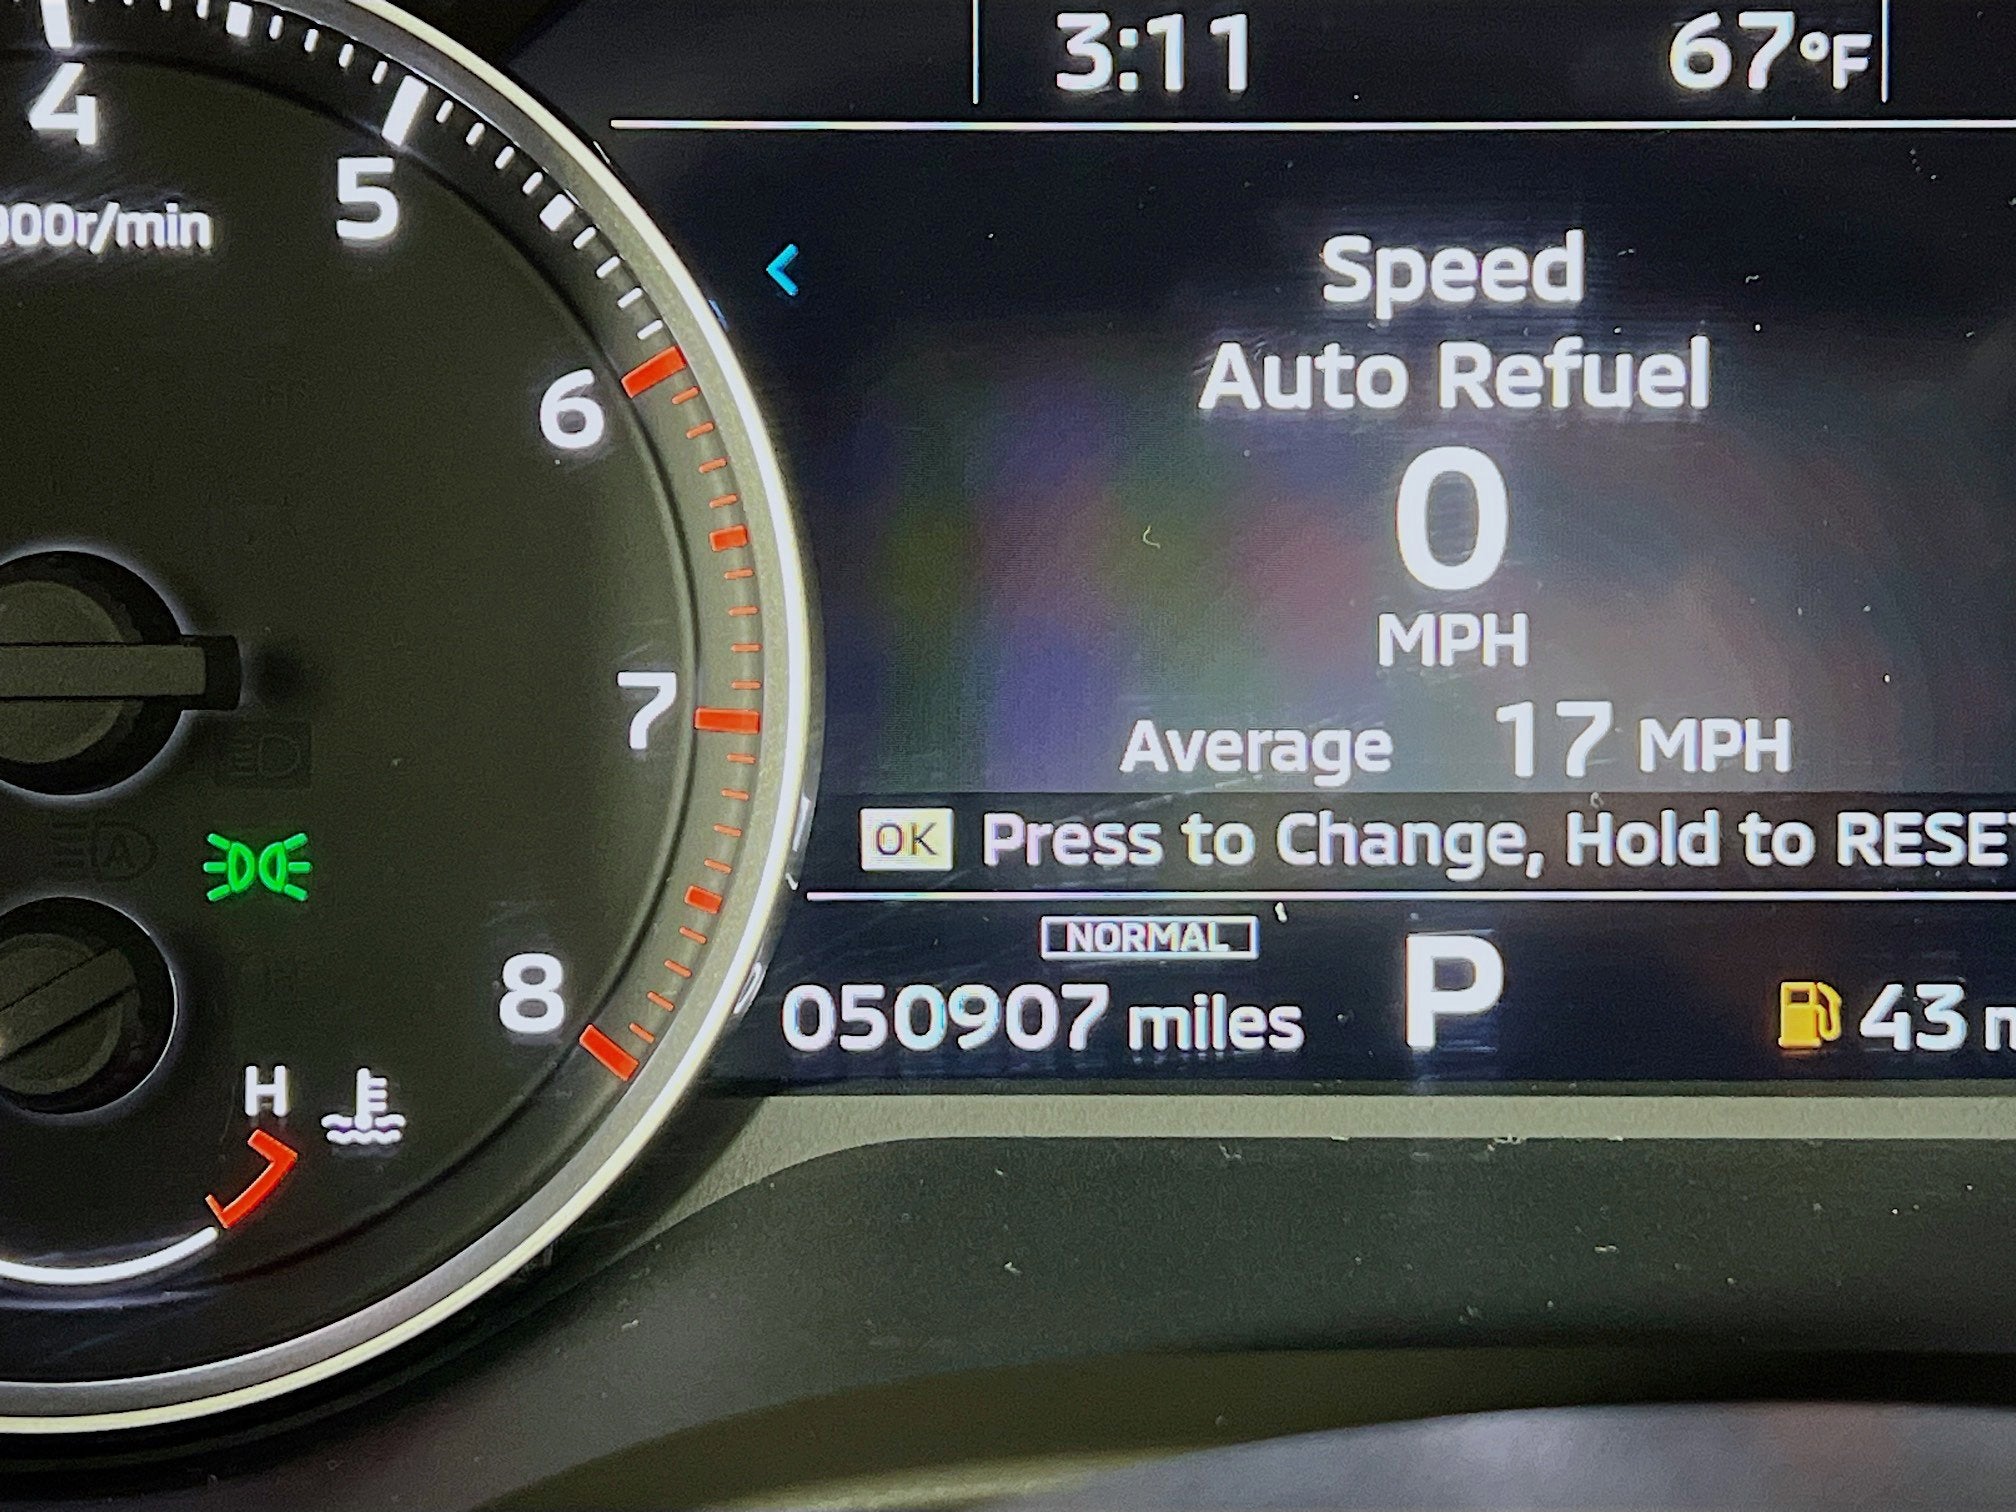 3:11 67°F
4
5
000r/min
6
7
8
H
Speed
Auto Refuel
0
MPH
Average 17 MPH
OK Press to Change, Hold to RESE
NORMAL
050907 miles P 43